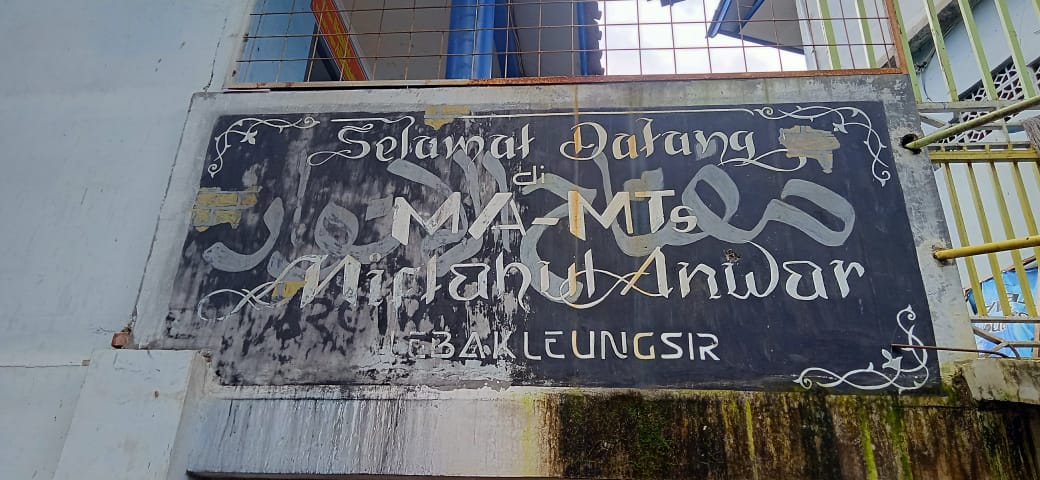 Selamat Datang
di
MA-MTs
Miftahul Anwar
LEBAKLEUNGSIR